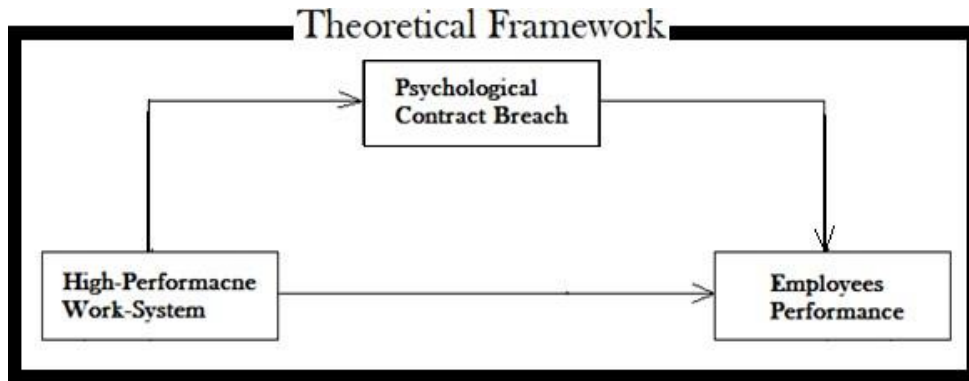 Theoretical Framework
Psychological
Contract Breach
High-Performacne
Work-System
Employees
Performance